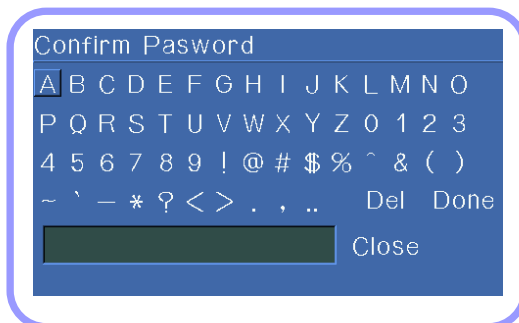 Confirm Pasword
A B C D E F G H I J K L M N O
P Q R S T U V W X Y Z 0 1 2 3
4 5 6 7 8 9 ! @ # $ % ^ & ( )
~ ` – * ? < > . , .. Del Done
Close